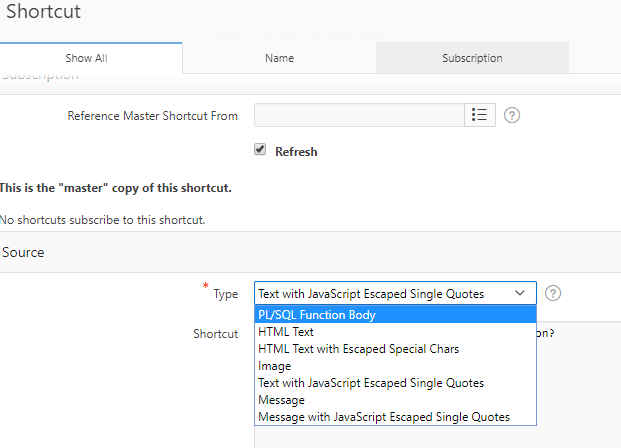 Shortcut
Show All
Name
Subscription
Subscription
Reference Master Shortcut From
?
Refresh
This is the "master" copy of this shortcut.
No shortcuts subscribe to this shortcut.
Source
* Type
Text with JavaScript Escaped Single Quotes
?
PL/SQL Function Body
Shortcut
on?
HTML Text
HTML Text with Escaped Special Chars
Image
Text with JavaScript Escaped Single Quotes
Message
Message with JavaScript Escaped Single Quotes